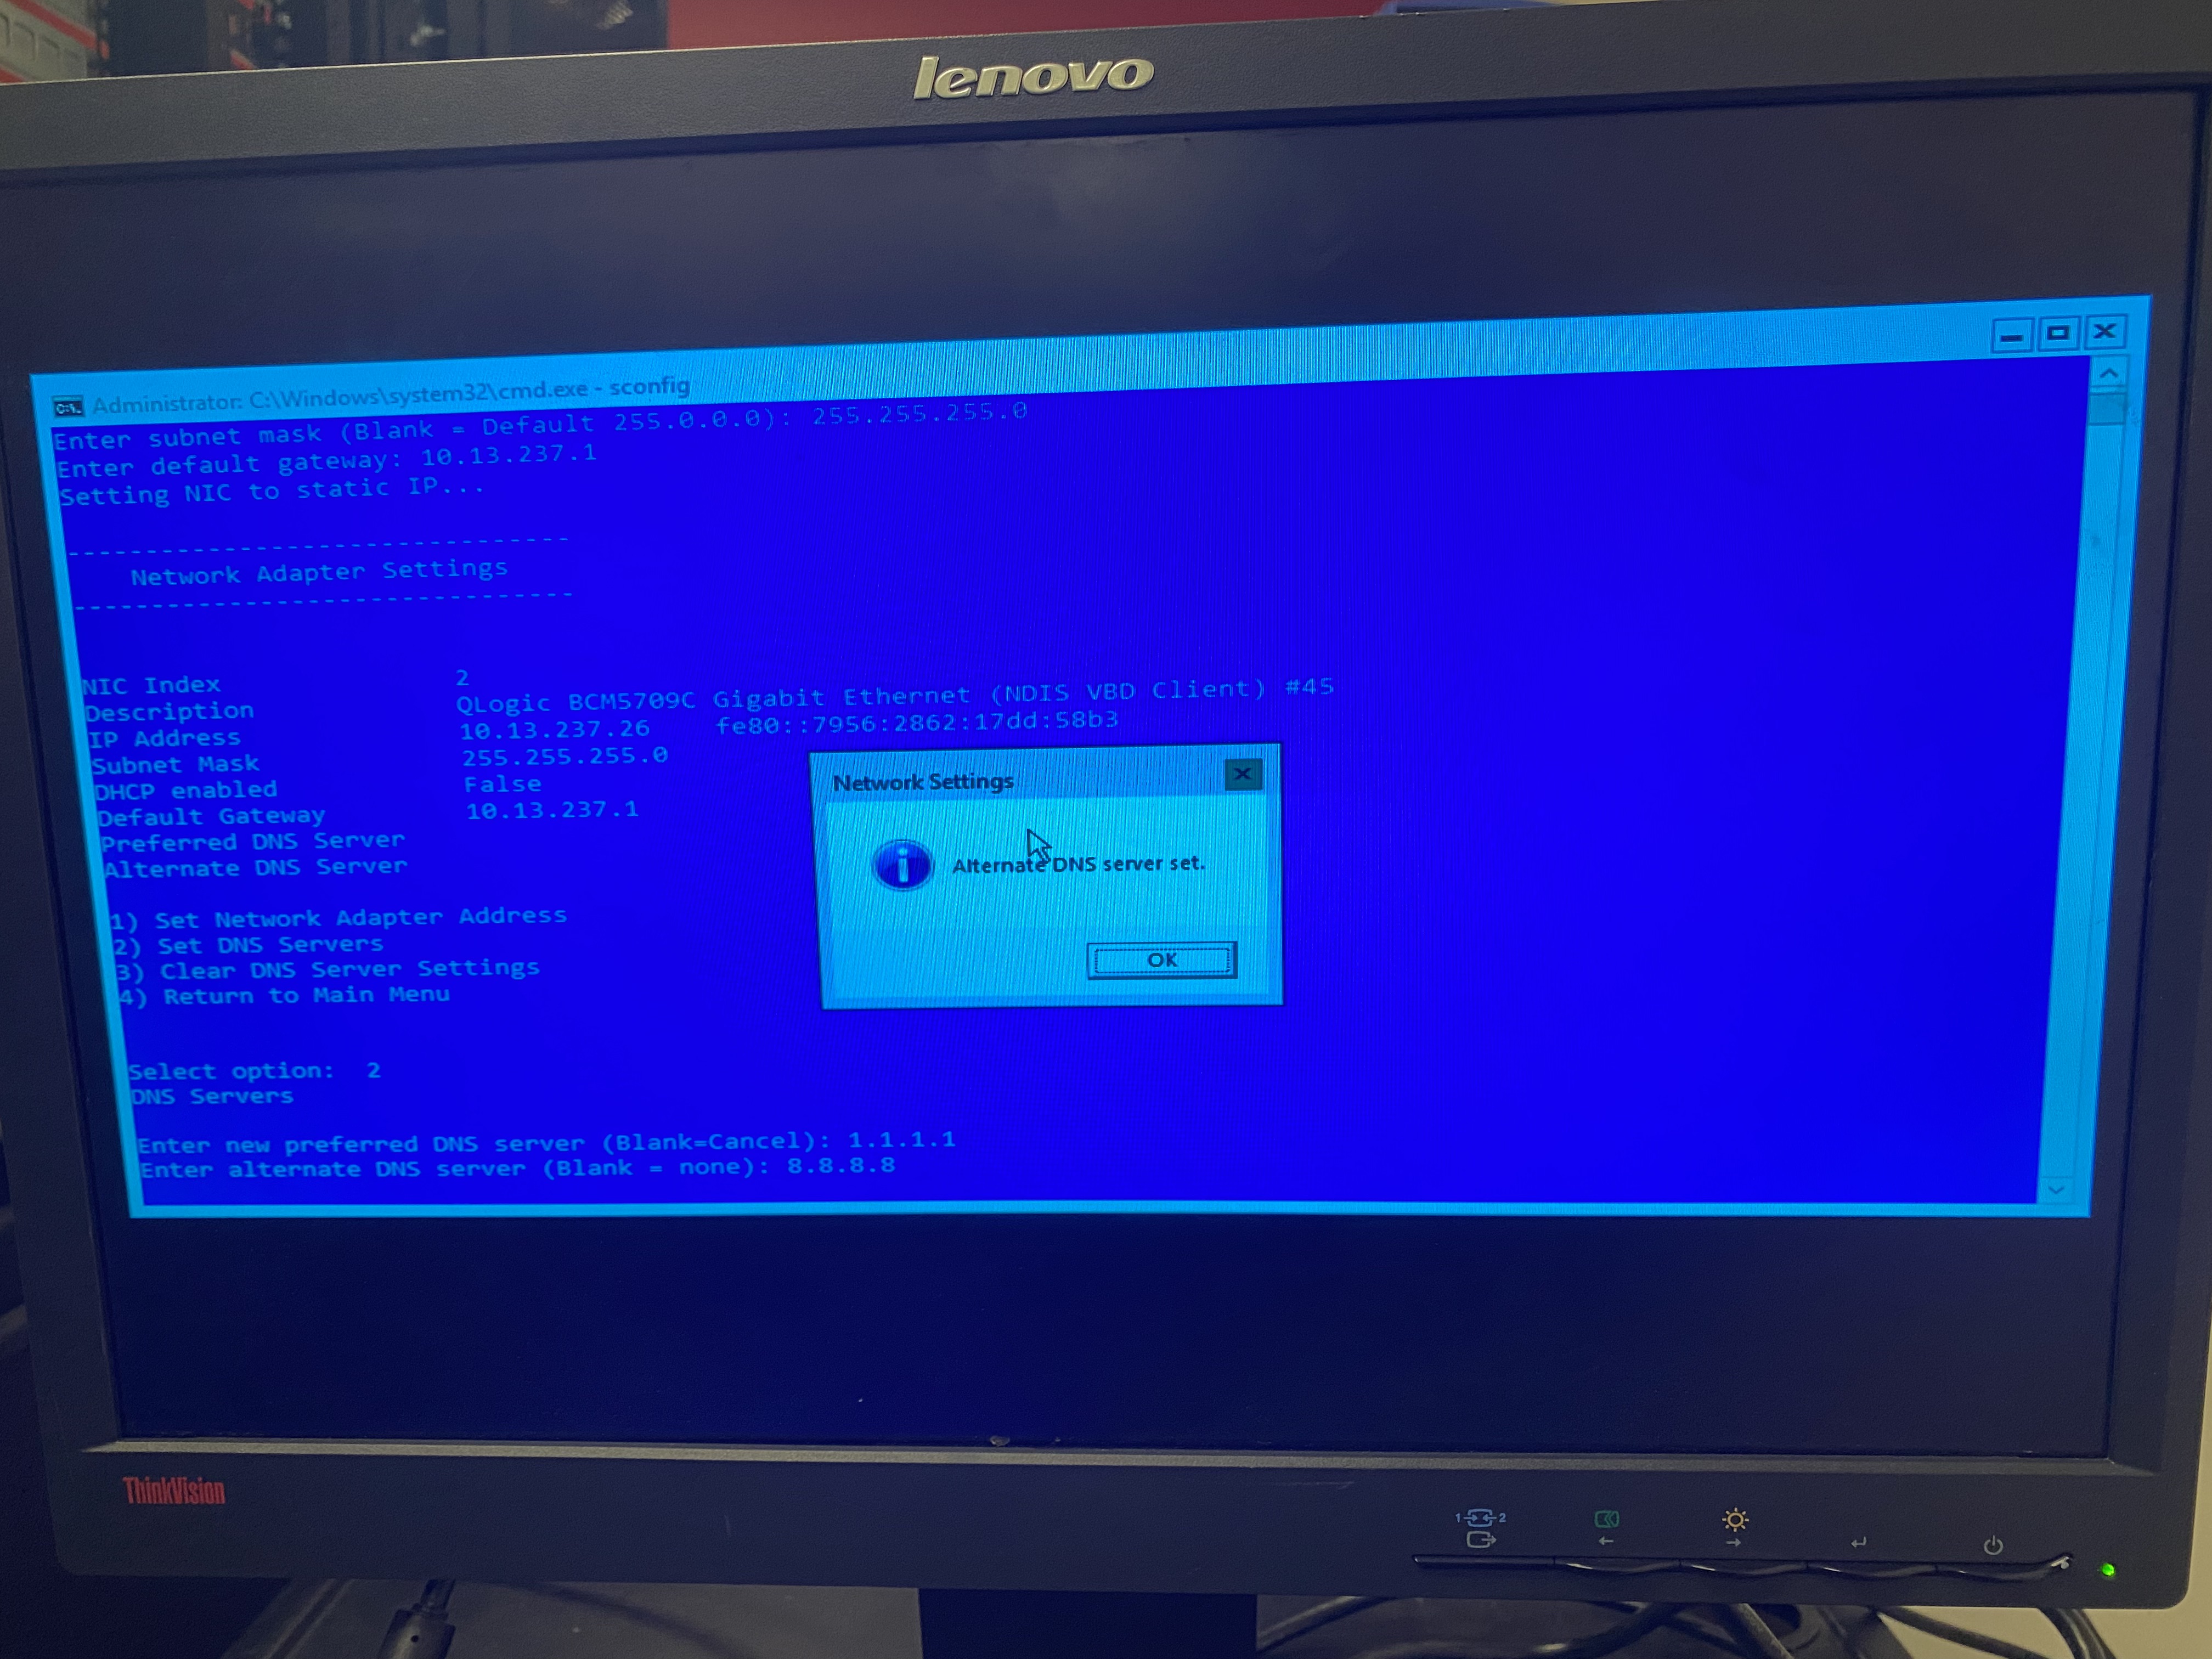 lenovo
Administrator: C:\Windows\system32\cmd.exe - sconfig
Enter subnet mask (Blank = Default 255.0.0.0): 255.255.255.0
Enter default gateway: 10.13.237.1
Setting NIC to static IP...
--------------------------------
Network Adapter Settings
--------------------------------
NIC Index 2
Description QLogic BCM5709C Gigabit Ethernet (NDIS VBD Client) #45
IP Address 10.13.237.26 fe80::7956:2862:17dd:58b3
Subnet Mask 255.255.255.0
DHCP enabled False
Default Gateway 10.13.237.1
Preferred DNS Server
Alternate DNS Server
1) Set Network Adapter Address
2) Set DNS Servers
3) Clear DNS Server Settings
4) Return to Main Menu
Select option: 2
DNS Servers
Enter new preferred DNS server (Blank=Cancel): 1.1.1.1
Enter alternate DNS server (Blank = none): 8.8.8.8
Network Settings
Alternate DNS server set.
OK
ThinkVision
1 2